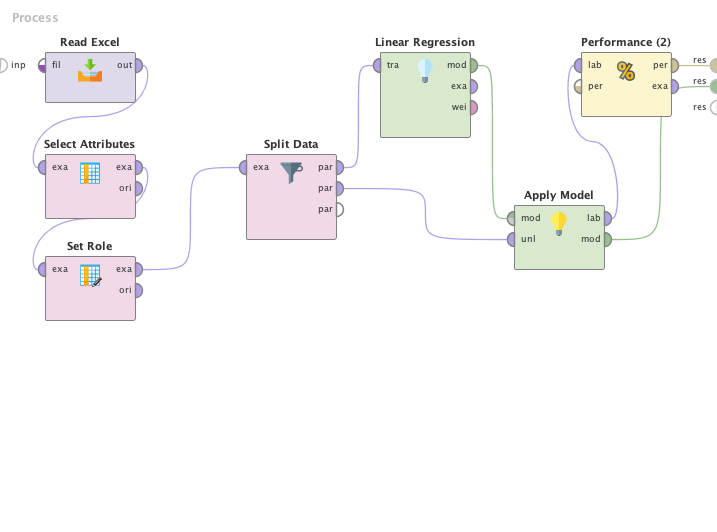 Process
inp
Read Excel
fil
out
Select Attributes
exa
exa
ori
Set Role
exa
exa
ori
Split Data
exa
par
par
par
Linear Regression
tra
mod
exa
wei
Apply Model
mod
lab
unl
mod
Performance (2)
lab
per
per
exa
res
res
res